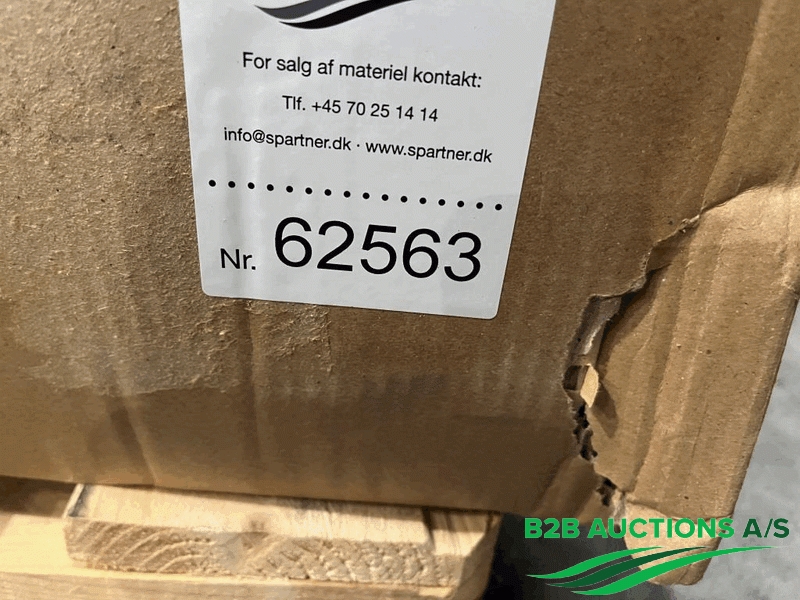 For salg af materiel kontakt:
Tlf. +45 70 25 14 14
info@spartner.dk · www.spartner.dk
Nr. 62563
B2B AUCTIONS A/S